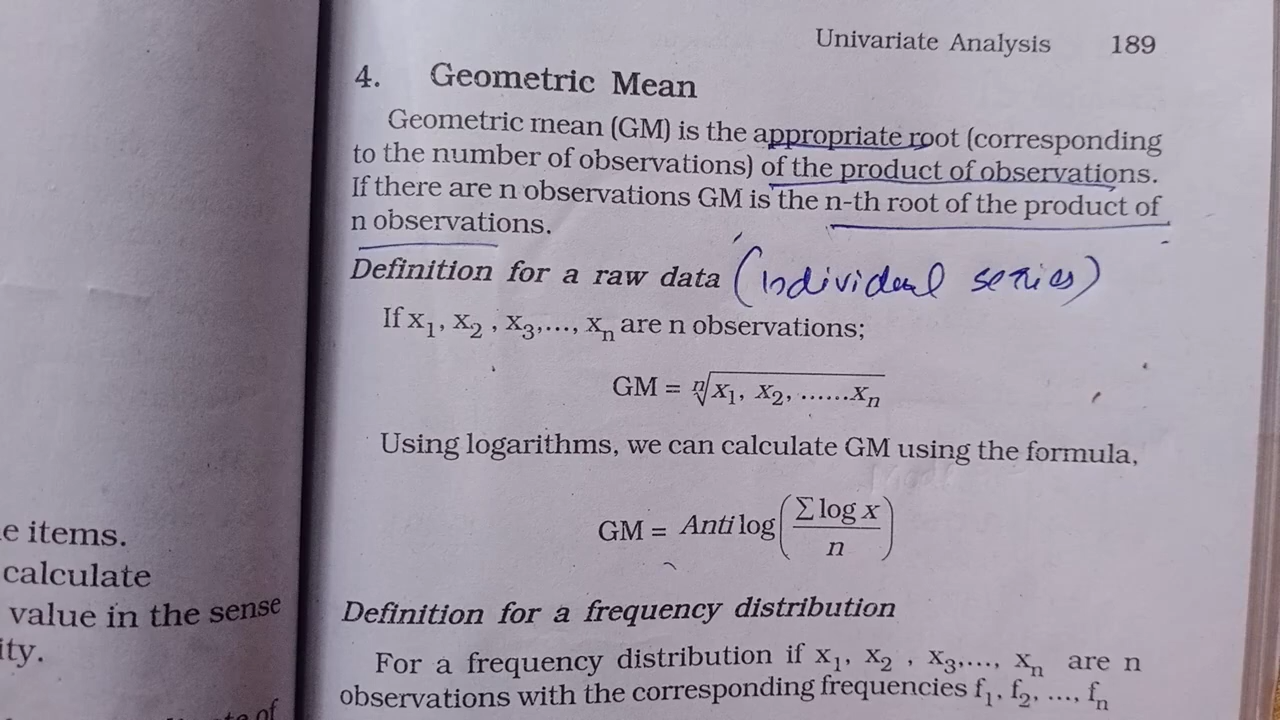 Univariate Analysis 189
4. Geometric Mean
Geometric mean (GM) is the appropriate root (corresponding
to the number of observations) of the product of observations.
If there are n observations GM is the n-th root of the product of
n observations.
Definition for a raw data (Individual series)
If x₁, x₂ , x₃,..., xₙ are n observations;
GM = ⁿ√x₁, x₂, ......xₙ
Using logarithms, we can calculate GM using the formula,
GM = Antilog(Σ log x / n)
Definition for a frequency distribution
For a frequency distribution if x₁, x₂ , x₃,..., xₙ are n
observations with the corresponding frequencies f₁, f₂, ..., fₙ
e items.
calculate
value in the sense
ity.
of